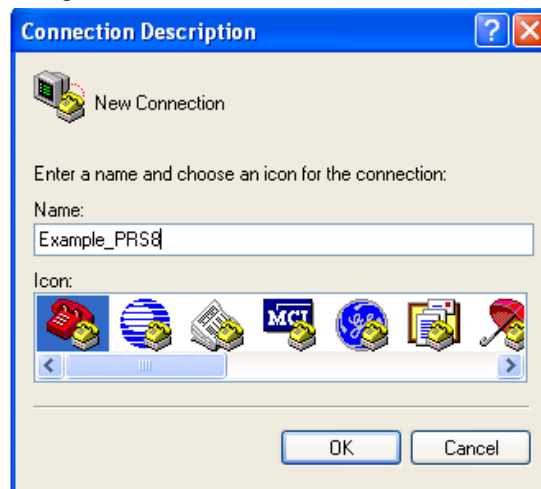 Connection Description
New Connection
Enter a name and choose an icon for the connection:
Name:
Example_PRS8
Icon:
MCI
OK Cancel